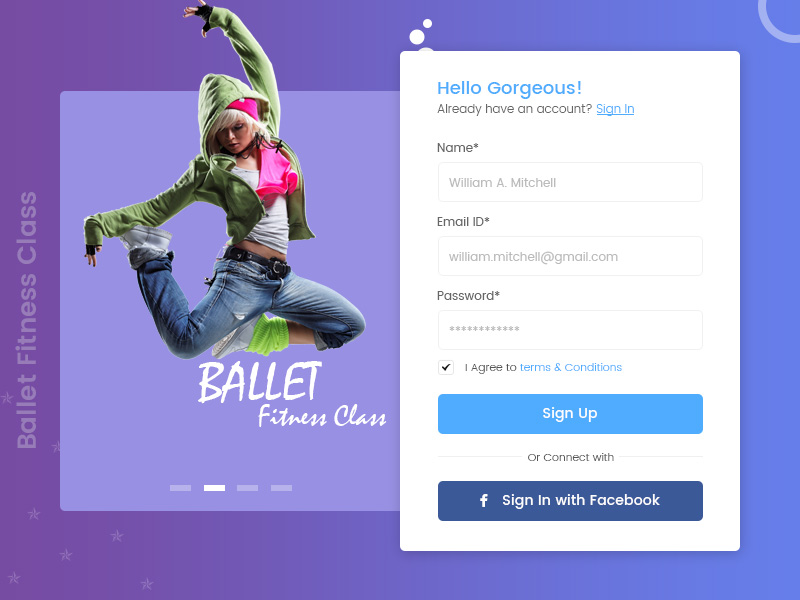 Ballet Fitness Class
BALLET
Fitness Class
Hello Gorgeous!
Already have an account? Sign In
Name*
William A. Mitchell
Email ID*
william.mitchell@gmail.com
Password*
************
I Agree to terms & Conditions
Sign Up
Or Connect with
f Sign In with Facebook